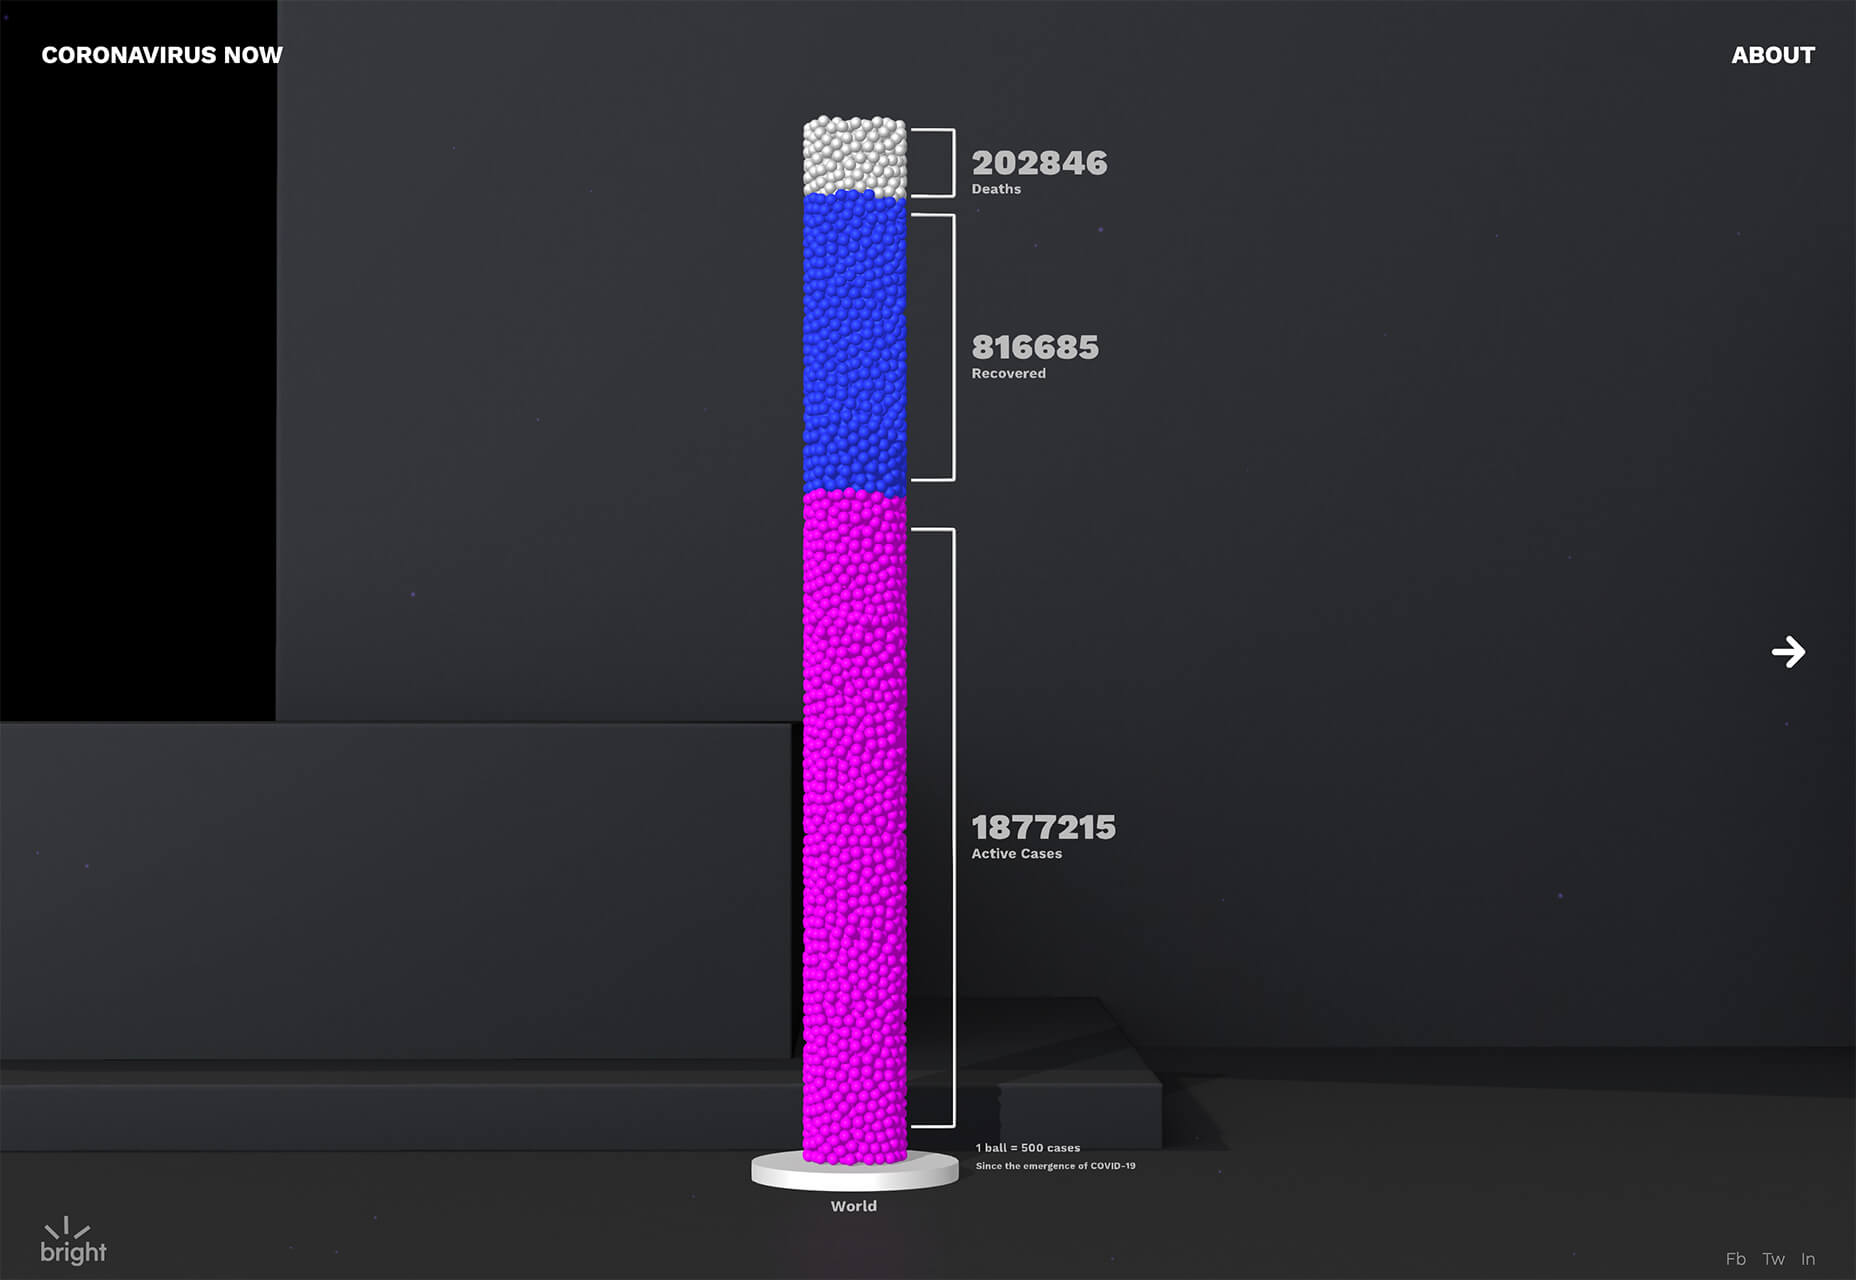 CORONAVIRUS NOW
ABOUT
202846
Deaths
816685
Recovered
1877215
Active Cases
1 ball = 500 cases
Since the emergence of COVID-19
World
bright
Fb Tw In